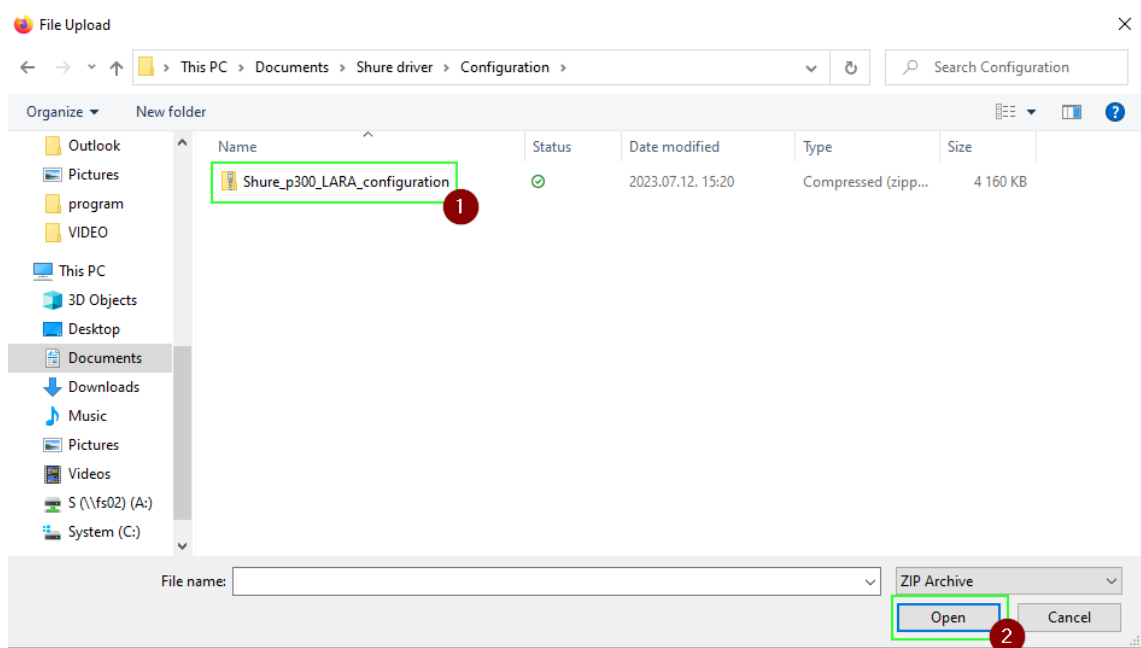 File Upload
This PC > Documents > Shure driver > Configuration >
Search Configuration
Organize
New folder
Name
Status
Date modified
Type
Size
Shure_p300_LARA_configuration
2023.07.12. 15:20
Compressed (zipp...
4 160 KB
1
Outlook
Pictures
program
VIDEO
This PC
3D Objects
Desktop
Documents
Downloads
Music
Pictures
Videos
S (\\fs02) (A:)
System (C:)
File name:
ZIP Archive
Open
Cancel
2